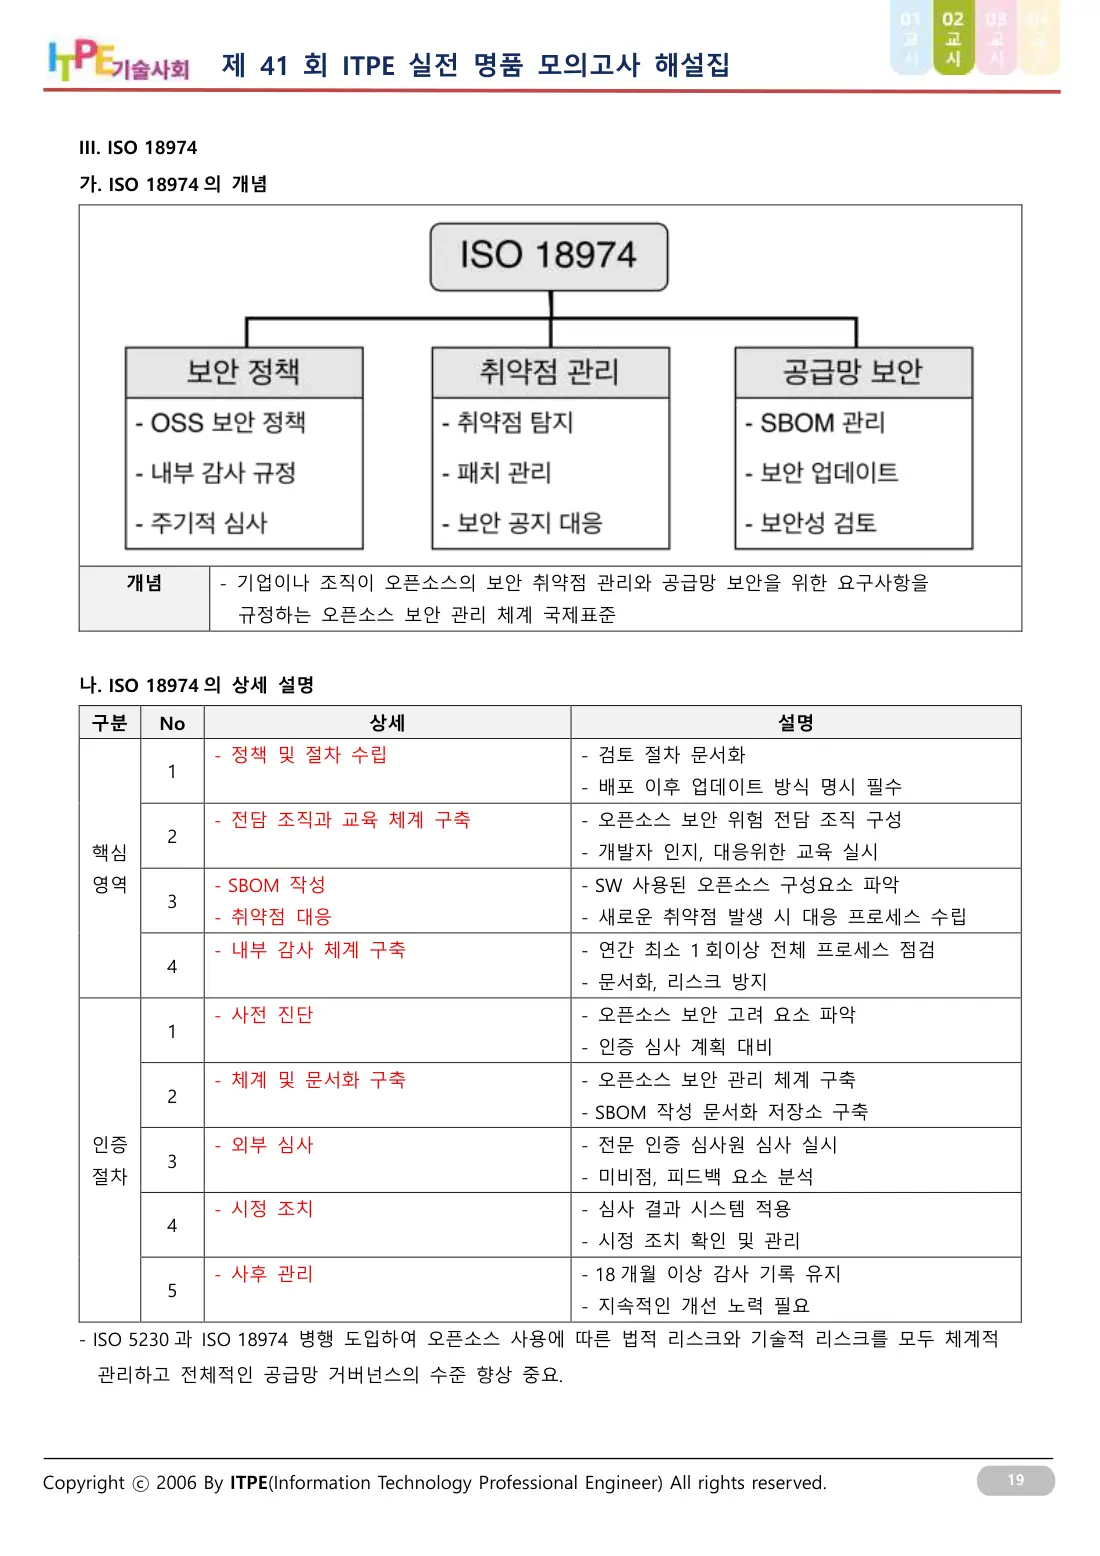 ITPE기술사회 제 41 회 ITPE 실전 명품 모의고사 해설집
01 교 시
02 교 시
03 교 시
III. ISO 18974
가. ISO 18974 의 개념
ISO 18974
보안 정책
- OSS 보안 정책
- 내부 감사 규정
- 주기적 심사
취약점 관리
- 취약점 탐지
- 패치 관리
- 보안 공지 대응
공급망 보안
- SBOM 관리
- 보안 업데이트
- 보안성 검토
개념
- 기업이나 조직이 오픈소스의 보안 취약점 관리와 공급망 보안을 위한 요구사항을
규정하는 오픈소스 보안 관리 체계 국제표준
나. ISO 18974 의 상세 설명
구분 No 상세 설명
핵심
영역
1
- 정책 및 절차 수립
- 검토 절차 문서화
- 배포 이후 업데이트 방식 명시 필수
2
- 전담 조직과 교육 체계 구축
- 오픈소스 보안 위험 전담 조직 구성
- 개발자 인지, 대응위한 교육 실시
3
- SBOM 작성
- 취약점 대응
- SW 사용된 오픈소스 구성요소 파악
- 새로운 취약점 발생 시 대응 프로세스 수립
4
- 내부 감사 체계 구축
- 연간 최소 1 회이상 전체 프로세스 점검
- 문서화, 리스크 방지
인증
절차
1
- 사전 진단
- 오픈소스 보안 고려 요소 파악
- 인증 심사 계획 대비
2
- 체계 및 문서화 구축
- 오픈소스 보안 관리 체계 구축
- SBOM 작성 문서화 저장소 구축
3
- 외부 심사
- 전문 인증 심사원 심사 실시
- 미비점, 피드백 요소 분석
4
- 시정 조치
- 심사 결과 시스템 적용
- 시정 조치 확인 및 관리
5
- 사후 관리
- 18 개월 이상 감사 기록 유지
- 지속적인 개선 노력 필요
- ISO 5230 과 ISO 18974 병행 도입하여 오픈소스 사용에 따른 법적 리스크와 기술적 리스크를 모두 체계적
관리하고 전체적인 공급망 거버넌스의 수준 향상 중요.
Copyright ⓒ 2006 By ITPE(Information Technology Professional Engineer) All rights reserved.
19